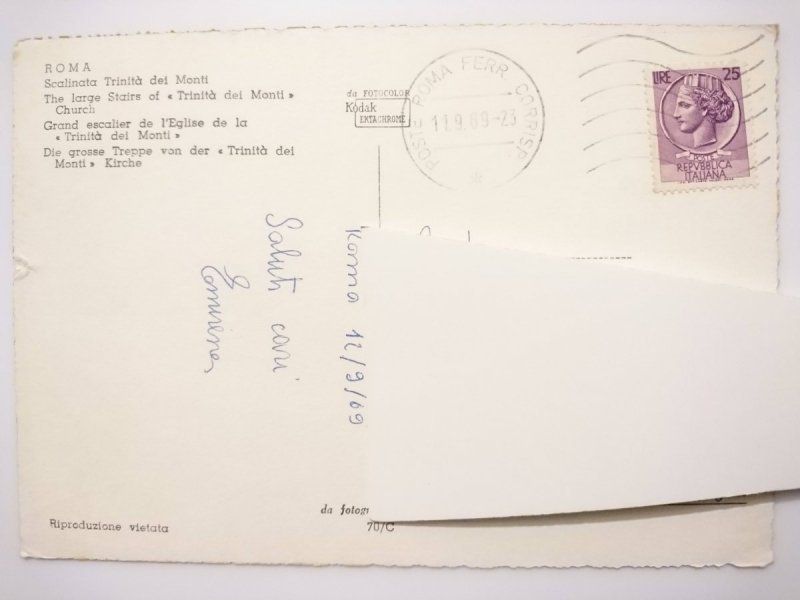 ROMA
Scalinata Trinità dei Monti
The large Stairs of « Trinità dei Monti »
Church
Grand escalier de l'Eglise de la
« Trinità dei Monti »
Die grosse Treppe von der « Trinità dei
Monti » Kirche
da FOTOCOLOR
Kodak
EKTACHROME
POSTE ROMA FERR. CORRISP.
11.9.69-23
LIRE 25
POSTE
REPVBBLICA
ITALIANA
Roma 12/9/69
Saluti cari
da fotogr
70/C
Riproduzione vietata